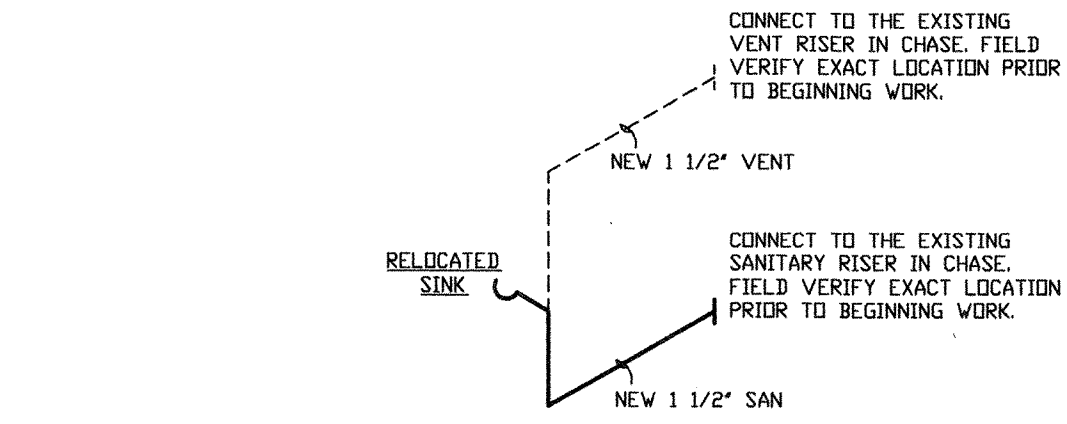 CONNECT TO THE EXISTING
VENT RISER IN CHASE. FIELD
VERIFY EXACT LOCATION PRIOR
TO BEGINNING WORK.
NEW 1 1/2" VENT
RELOCATED
SINK
CONNECT TO THE EXISTING
SANITARY RISER IN CHASE.
FIELD VERIFY EXACT LOCATION
PRIOR TO BEGINNING WORK.
NEW 1 1/2" SAN